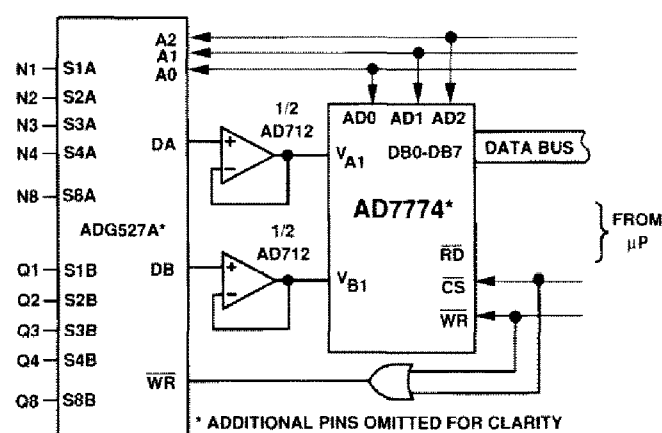 A2
A1
A0
N1 S1A
N2 S2A
N3 S3A
N4 S4A
N8 S8A
ADG527A*
Q1 S1B
Q2 S2B
Q3 S3B
Q4 S4B
Q8 S8B
DA
DB
WR
1/2
AD712
1/2
AD712
AD0 AD1 AD2
VA1 DB0-DB7
AD7774*
RD
VB1 CS
WR
DATA BUS
FROM
μP
* ADDITIONAL PINS OMITTED FOR CLARITY